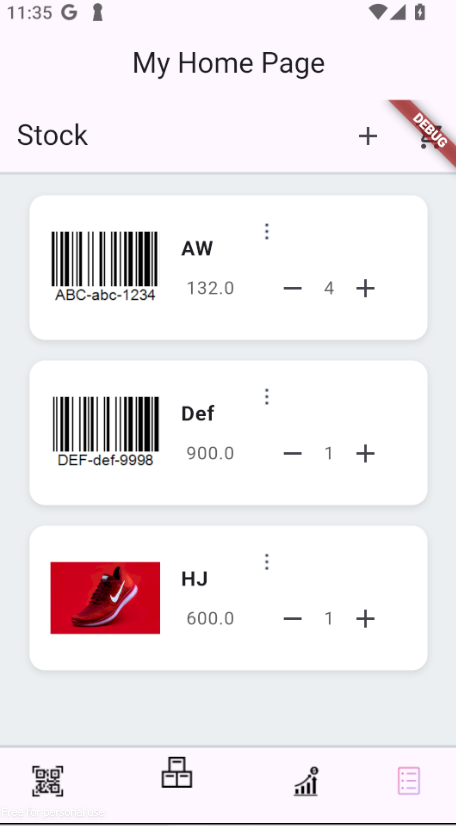 11:35 G
My Home Page
Stock
DEBUG
AW
ABC-abc-1234
132.0
4
Def
DEF-def-9998
900.0
1
HJ
600.0
1
Free for personal use